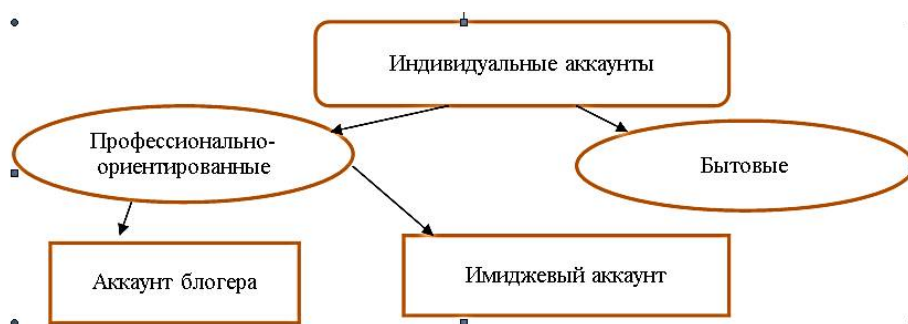 Индивидуальные аккаунты
Профессионально-
ориентированные
Бытовые
Аккаунт блогера
Имиджевый аккаунт